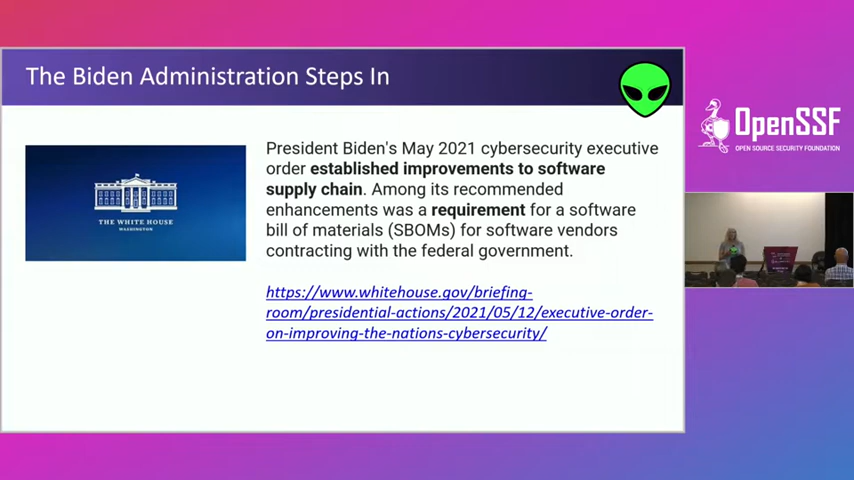 The Biden Administration Steps In
President Biden's May 2021 cybersecurity executive
order established improvements to software
supply chain. Among its recommended
enhancements was a requirement for a software
bill of materials (SBOMs) for software vendors
contracting with the federal government.
https://www.whitehouse.gov/briefing-
room/presidential-actions/2021/05/12/executive-order-
on-improving-the-nations-cybersecurity/
THE WHITE HOUSE
WASHINGTON
OpenSSF
OPEN SOURCE SECURITY FOUNDATION